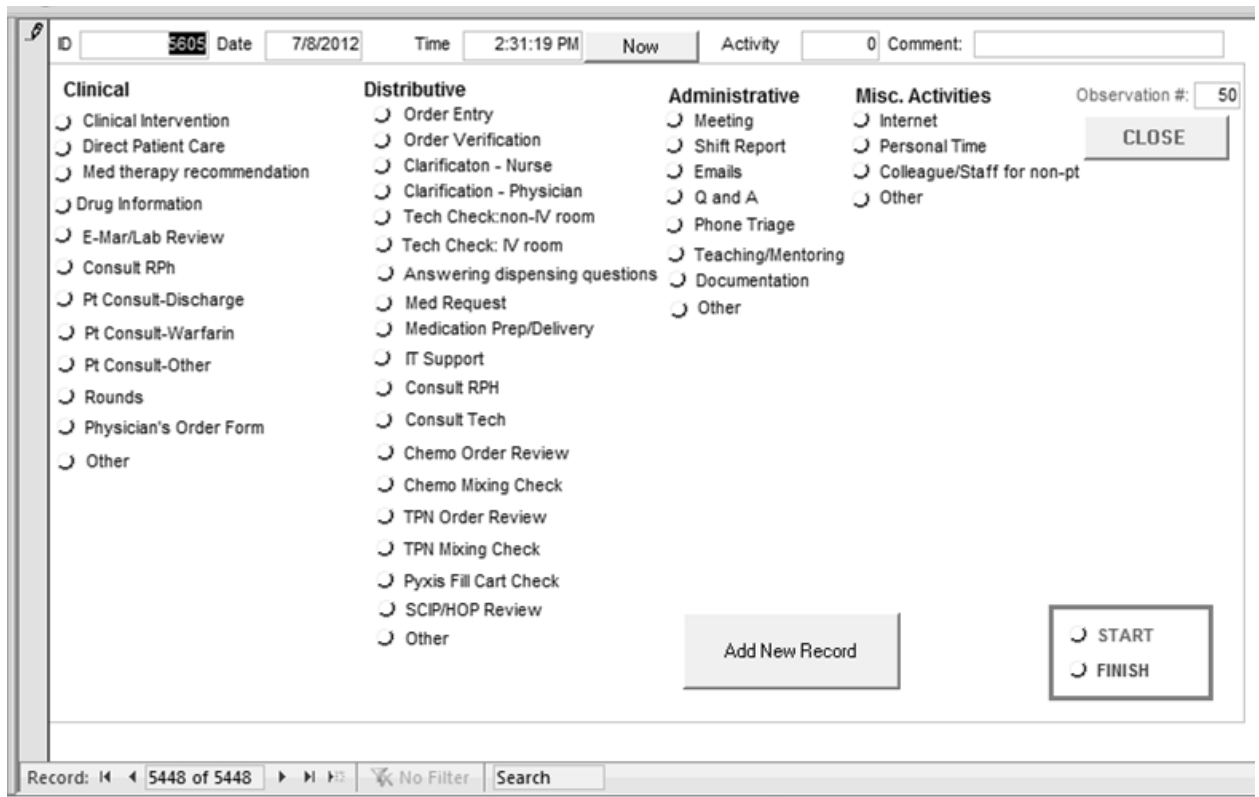 ID 5605 Date 7/8/2012 Time 2:31:19 PM Now Activity 0 Comment:
Observation #: 50
CLOSE
Clinical
Clinical Intervention
Direct Patient Care
Med therapy recommendation
Drug Information
E-Mar/Lab Review
Consult RPh
Pt Consult-Discharge
Pt Consult-Warfarin
Pt Consult-Other
Rounds
Physician's Order Form
Other
Distributive
Order Entry
Order Verification
Clarificaton - Nurse
Clarification - Physician
Tech Check:non-IV room
Tech Check: IV room
Answering dispensing questions
Med Request
Medication Prep/Delivery
IT Support
Consult RPH
Consult Tech
Chemo Order Review
Chemo Mixing Check
TPN Order Review
TPN Mixing Check
Pyxis Fill Cart Check
SCIP/HOP Review
Other
Administrative
Meeting
Shift Report
Emails
Q and A
Phone Triage
Teaching/Mentoring
Documentation
Other
Misc. Activities
Internet
Personal Time
Colleague/Staff for non-pt
Other
Add New Record
START
FINISH
Record: 5448 of 5448 No Filter Search